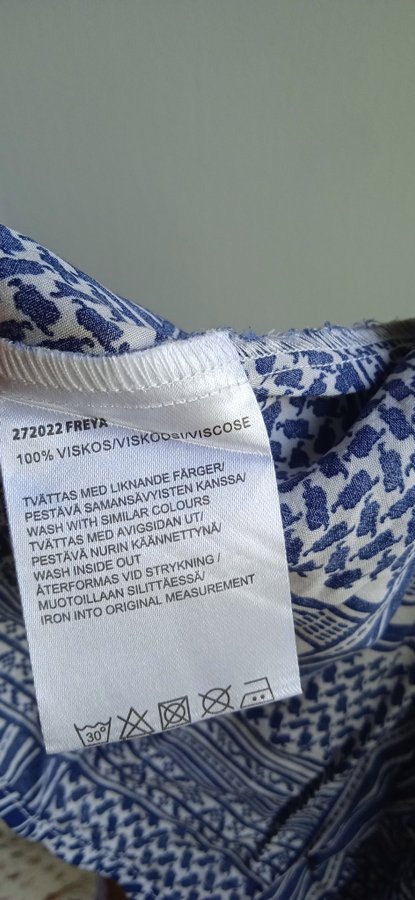 272022 FREYA
100% VISKOS/VISKOOSI/VISCOSE
TVÄTTAS MED LIKNANDE FÄRGER/
PESTÄVÄ SAMANSÄVYISTEN KANSSA/
WASH WITH SIMILAR COLOURS
TVÄTTAS MED AVIGSIDAN UT/
PESTÄVÄ NURIN KÄÄNNETTYNÄ/
WASH INSIDE OUT
ÅTERFORMAS VID STRYKNING /
MUOTOILLAAN SILITTÄESSÄ/
IRON INTO ORIGINAL MEASUREMENT
30°